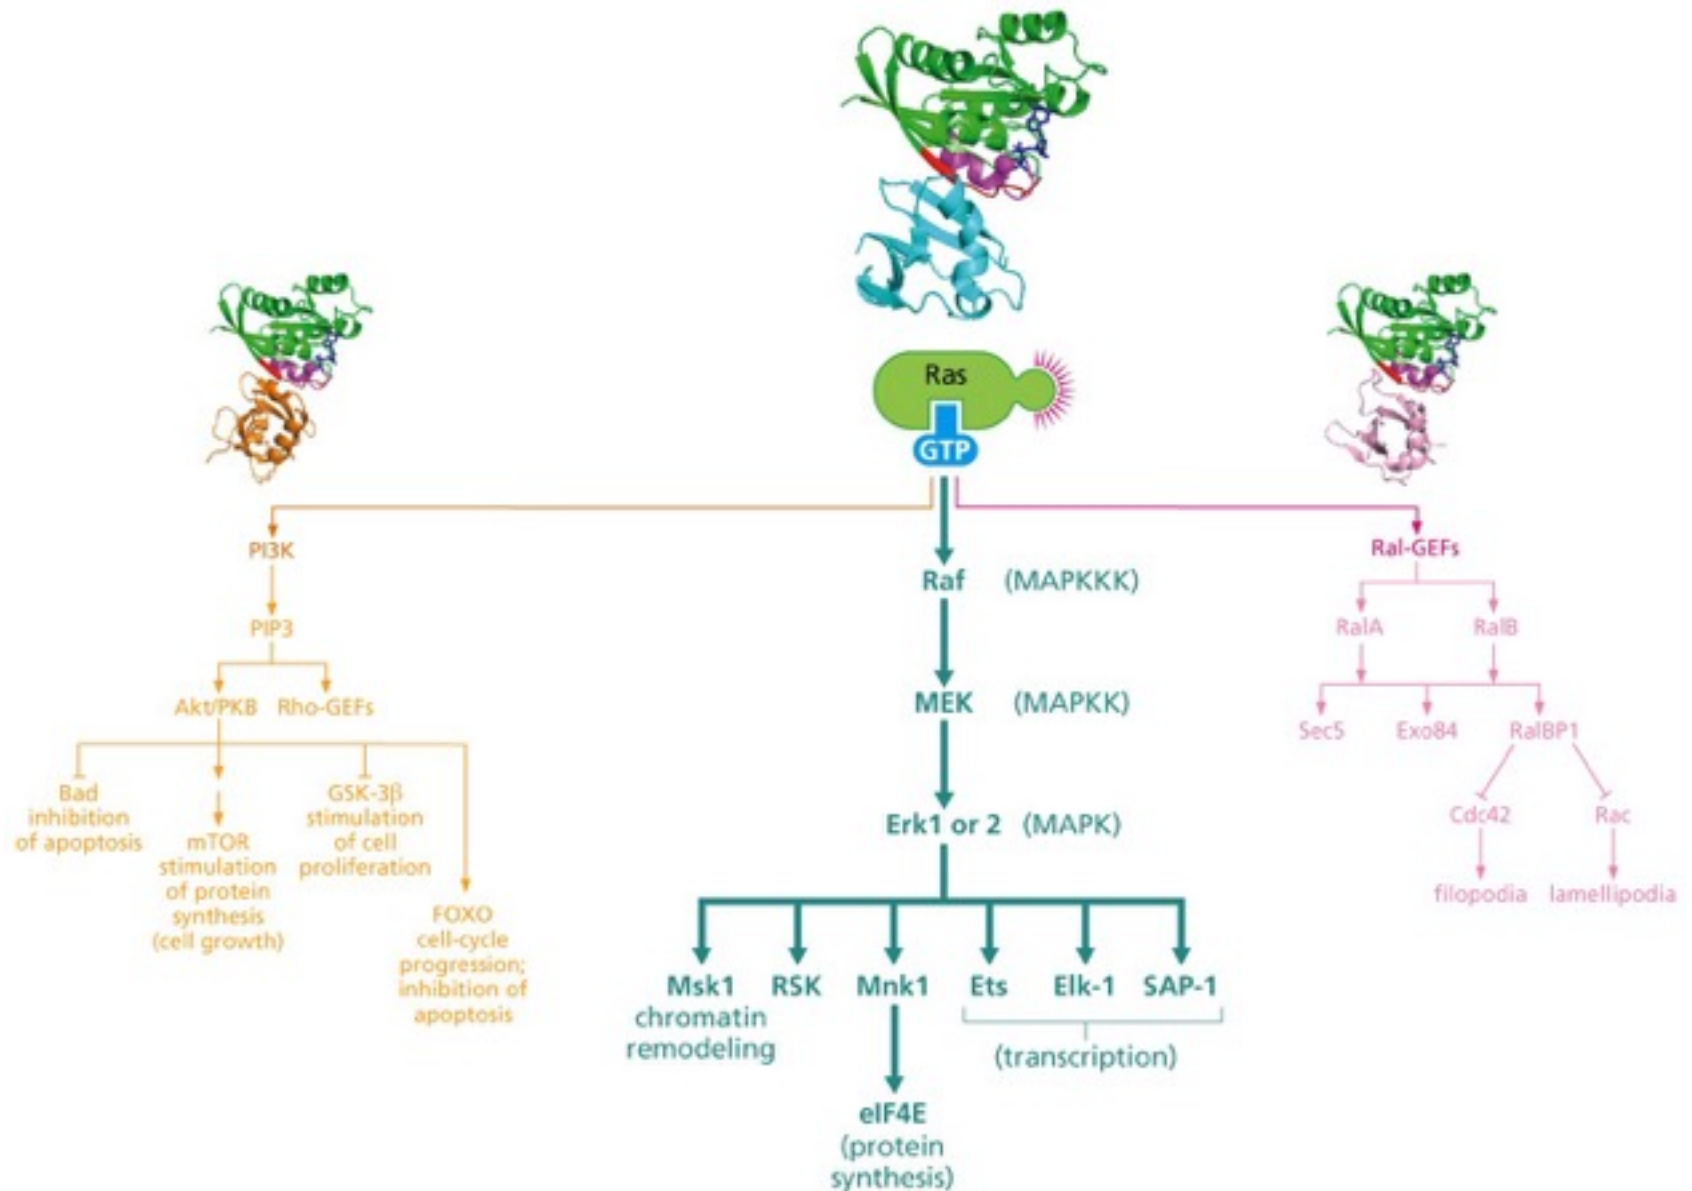 Ras
GTP
PI3K
PIP3
Akt/PKB Rho-GEFs
Bad
inhibition
of apoptosis
mTOR
stimulation
of protein
synthesis
(cell growth)
GSK-3β
stimulation
of cell
proliferation
FOXO
cell-cycle
progression;
inhibition of
apoptosis
Raf (MAPKKK)
MEK (MAPKK)
Erk1 or 2 (MAPK)
Msk1 RSK Mnk1 Ets Elk-1 SAP-1
chromatin
remodeling
(transcription)
eIF4E
(protein
synthesis)
Ral-GEFs
RalA RalB
Sec5 Exo84 RalBP1
Cdc42 Rac
filopodia lamellipodia